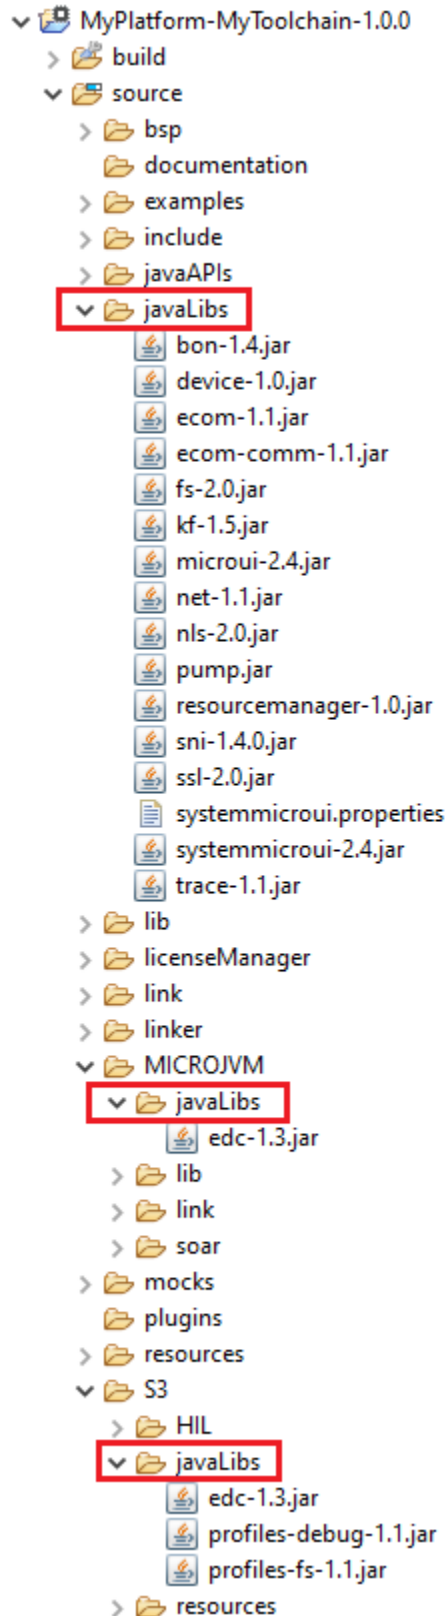 MyPlatform-MyToolchain-1.0.0
build
source
bsp
documentation
examples
include
javaAPIs
javaLibs
bon-1.4.jar
device-1.0.jar
ecom-1.1.jar
ecom-comm-1.1.jar
fs-2.0.jar
kf-1.5.jar
microui-2.4.jar
net-1.1.jar
nls-2.0.jar
pump.jar
resourcemanager-1.0.jar
sni-1.4.0.jar
ssl-2.0.jar
systemmicroui.properties
systemmicroui-2.4.jar
trace-1.1.jar
lib
licenseManager
link
linker
MICROJVM
javaLibs
edc-1.3.jar
lib
link
soar
mocks
plugins
resources
S3
HIL
javaLibs
edc-1.3.jar
profiles-debug-1.1.jar
profiles-fs-1.1.jar
resources